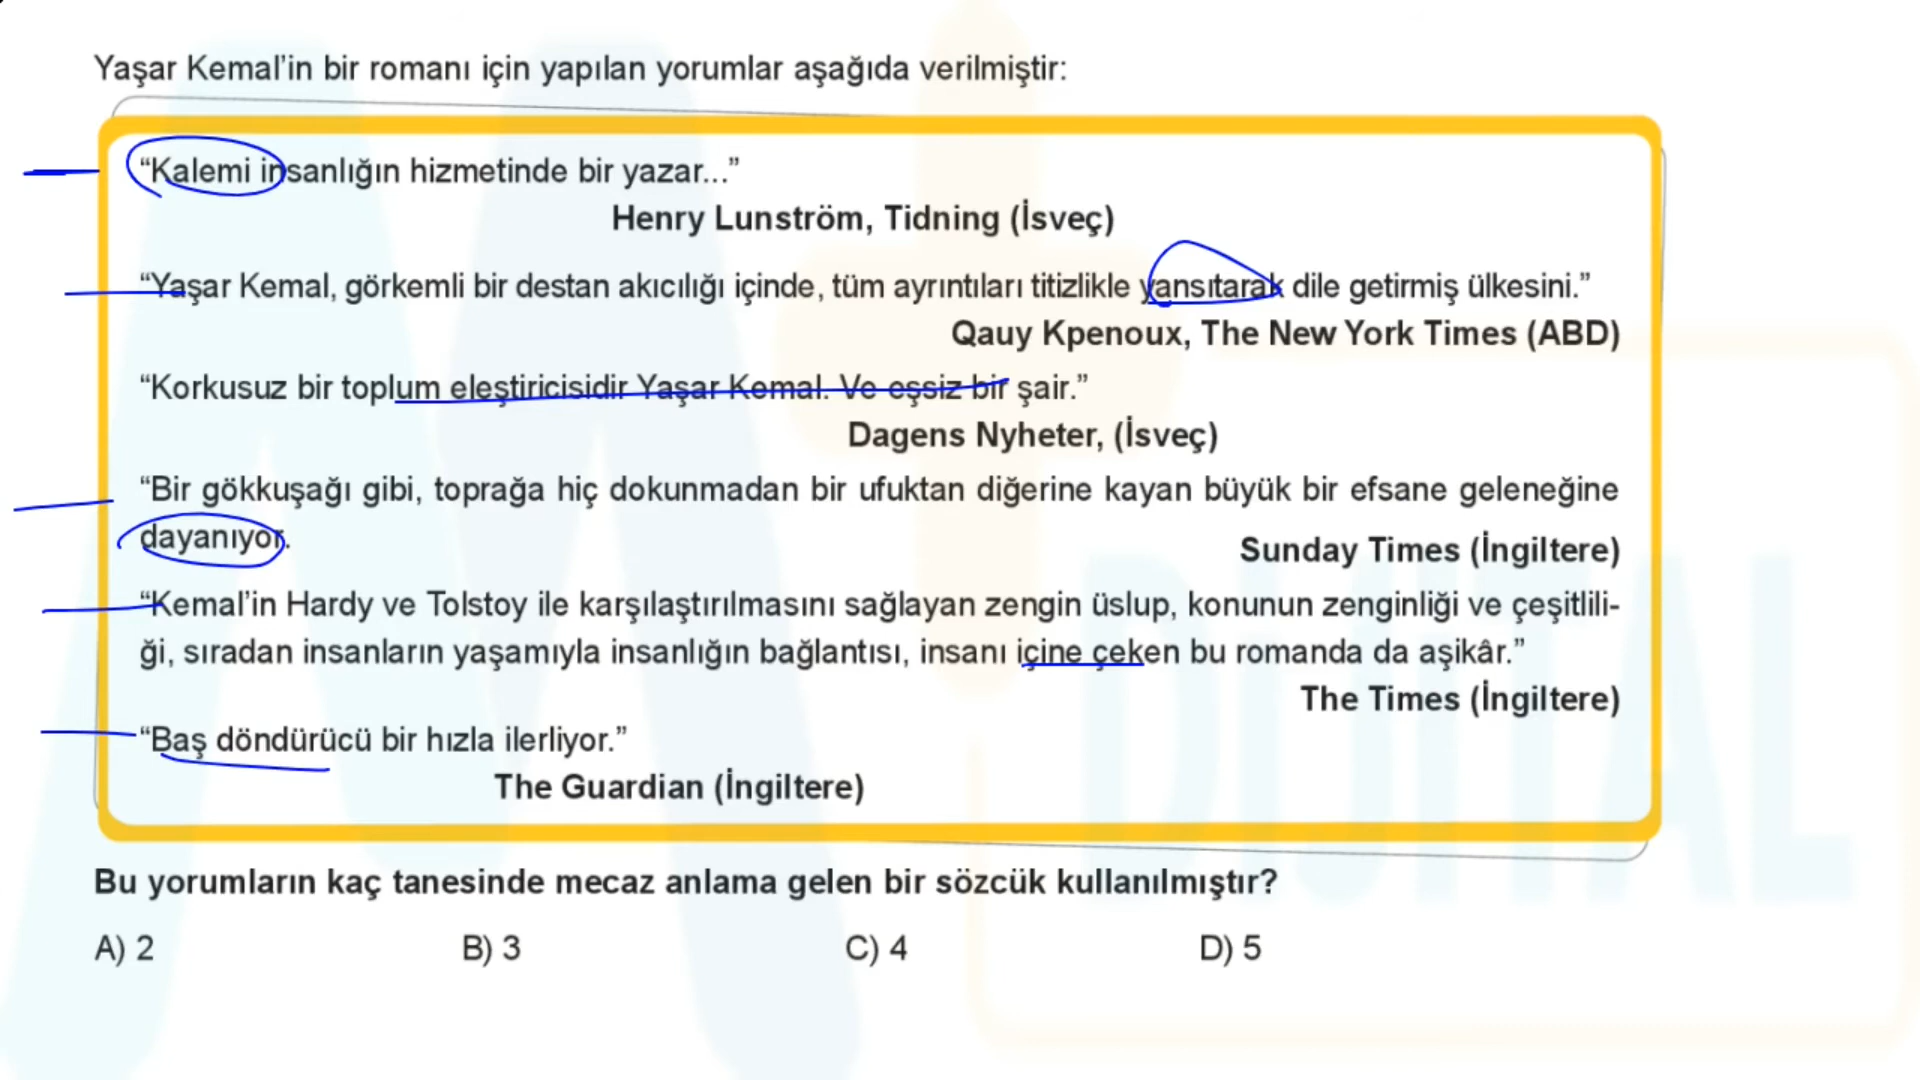 Yaşar Kemal'in bir romanı için yapılan yorumlar aşağıda verilmiştir:
“Kalemi insanlığın hizmetinde bir yazar...”
Henry Lunström, Tidning (İsveç)
“Yaşar Kemal, görkemli bir destan akıcılığı içinde, tüm ayrıntıları titizlikle yansıtarak dile getirmiş ülkesini.”
Qauy Kpenoux, The New York Times (ABD)
“Korkusuz bir toplum eleştiricisidir Yaşar Kemal. Ve eşsiz bir şair.”
Dagens Nyheter, (İsveç)
“Bir gökkuşağı gibi, toprağa hiç dokunmadan bir ufuktan diğerine kayan büyük bir efsane geleneğine
dayanıyor.
Sunday Times (İngiltere)
“Kemal'in Hardy ve Tolstoy ile karşılaştırılmasını sağlayan zengin üslup, konunun zenginliği ve çeşitlili-
ği, sıradan insanların yaşamıyla insanlığın bağlantısı, insanı içine çeken bu romanda da aşikâr.”
The Times (İngiltere)
“Baş döndürücü bir hızla ilerliyor.”
The Guardian (İngiltere)
Bu yorumların kaç tanesinde mecaz anlama gelen bir sözcük kullanılmıştır?
A) 2 B) 3 C) 4 D) 5
DİJİTAL